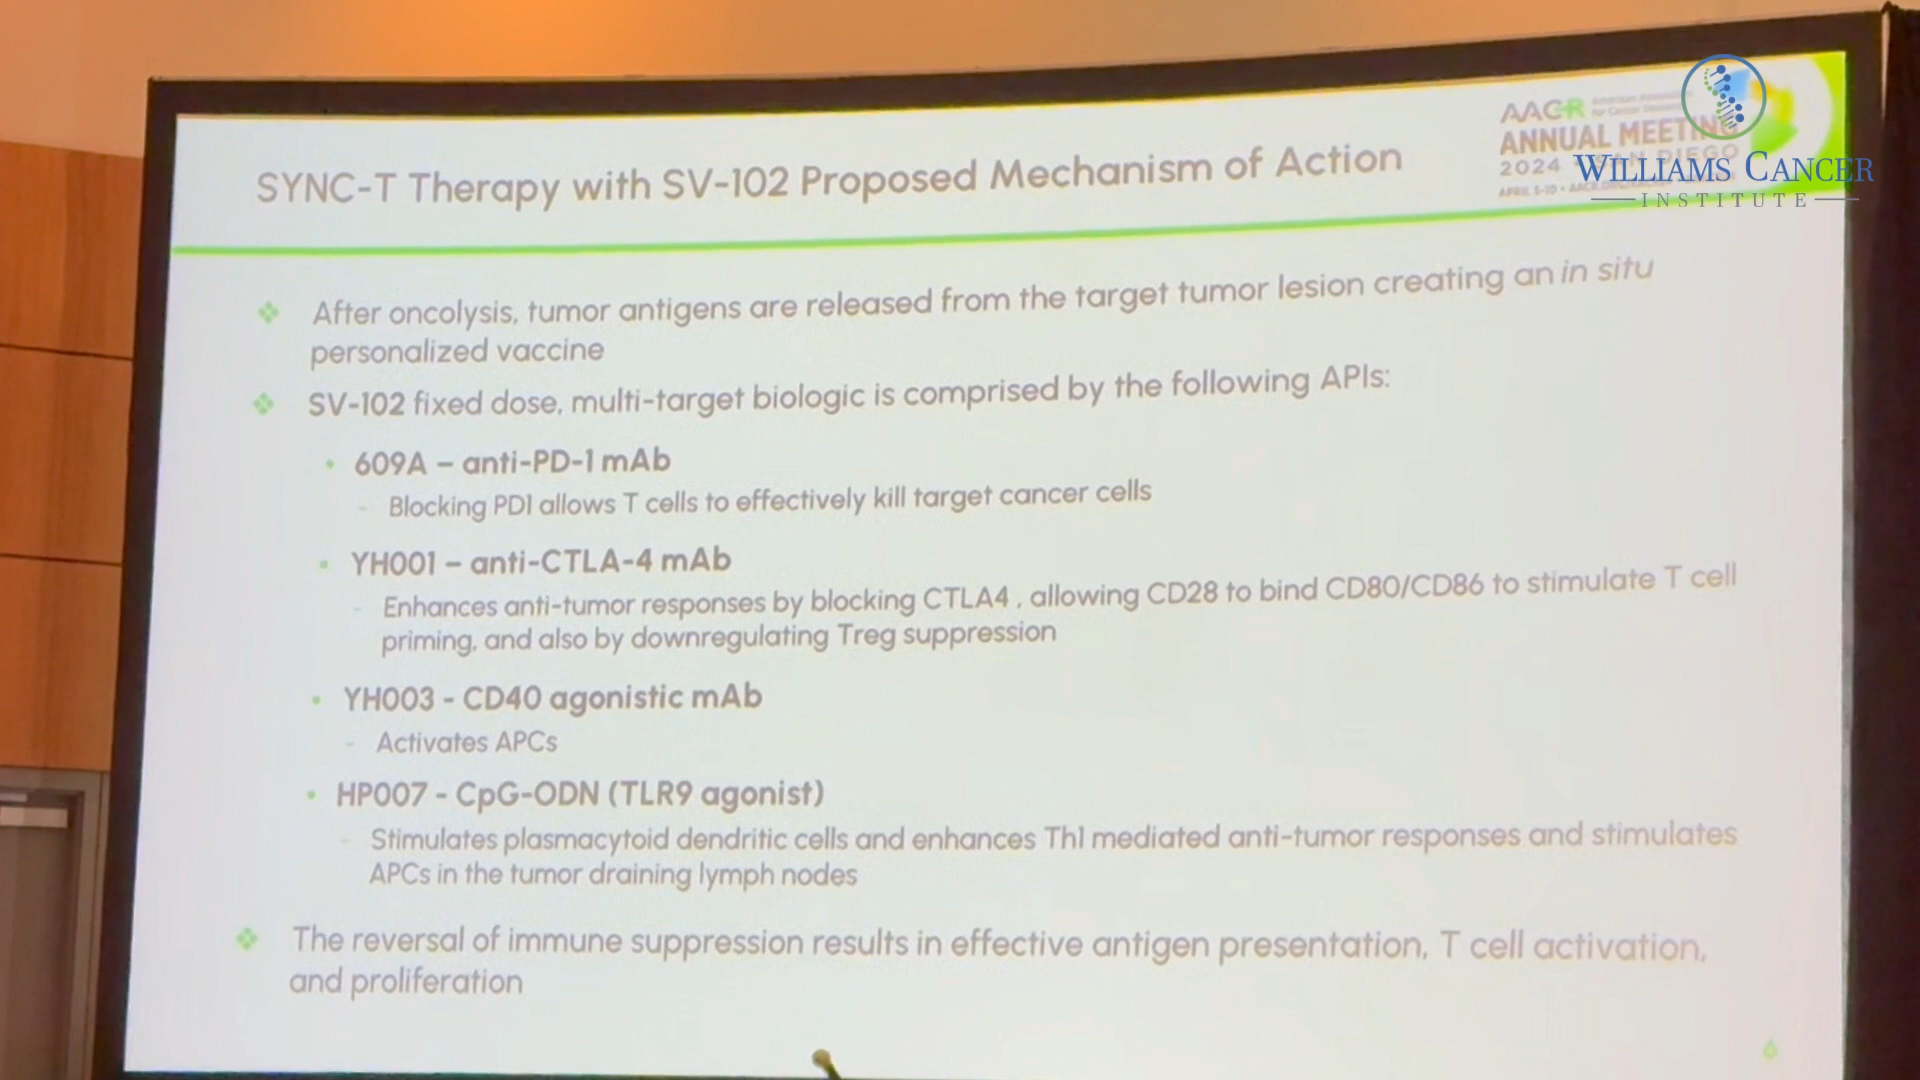 AACR
ANNUAL MEETING
2024 SAN DIEGO
WILLIAMS CANCER
INSTITUTE
SYNC-T Therapy with SV-102 Proposed Mechanism of Action
After oncolysis, tumor antigens are released from the target tumor lesion creating an in situ
personalized vaccine
SV-102 fixed dose, multi-target biologic is comprised by the following APIs:
609A – anti-PD-1 mAb
Blocking PD1 allows T cells to effectively kill target cancer cells
YH001 – anti-CTLA-4 mAb
Enhances anti-tumor responses by blocking CTLA4 , allowing CD28 to bind CD80/CD86 to stimulate T cell
priming, and also by downregulating Treg suppression
YH003 - CD40 agonistic mAb
Activates APCs
HP007 - CpG-ODN (TLR9 agonist)
Stimulates plasmacytoid dendritic cells and enhances Th1 mediated anti-tumor responses and stimulates
APCs in the tumor draining lymph nodes
The reversal of immune suppression results in effective antigen presentation, T cell activation,
and proliferation
6